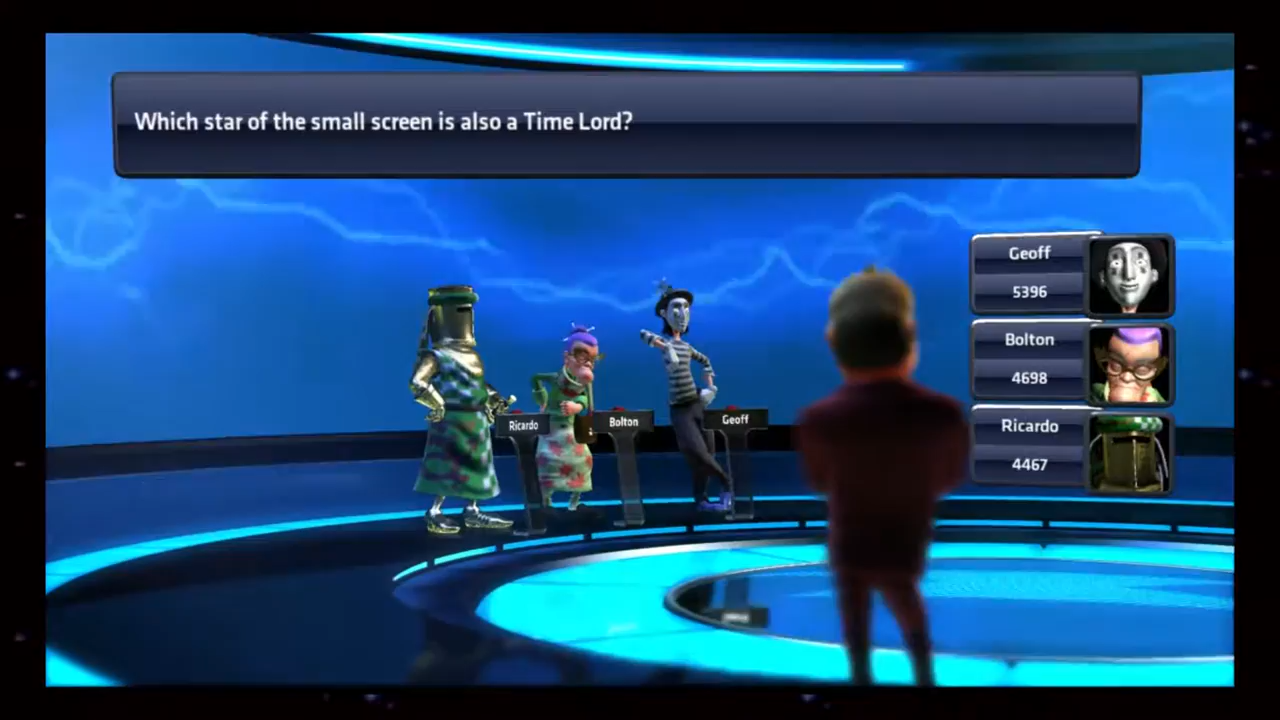 Which star of the small screen is also a Time Lord?
Geoff
5396
Bolton
4698
Ricardo
4467
Ricardo
Bolton
Geoff